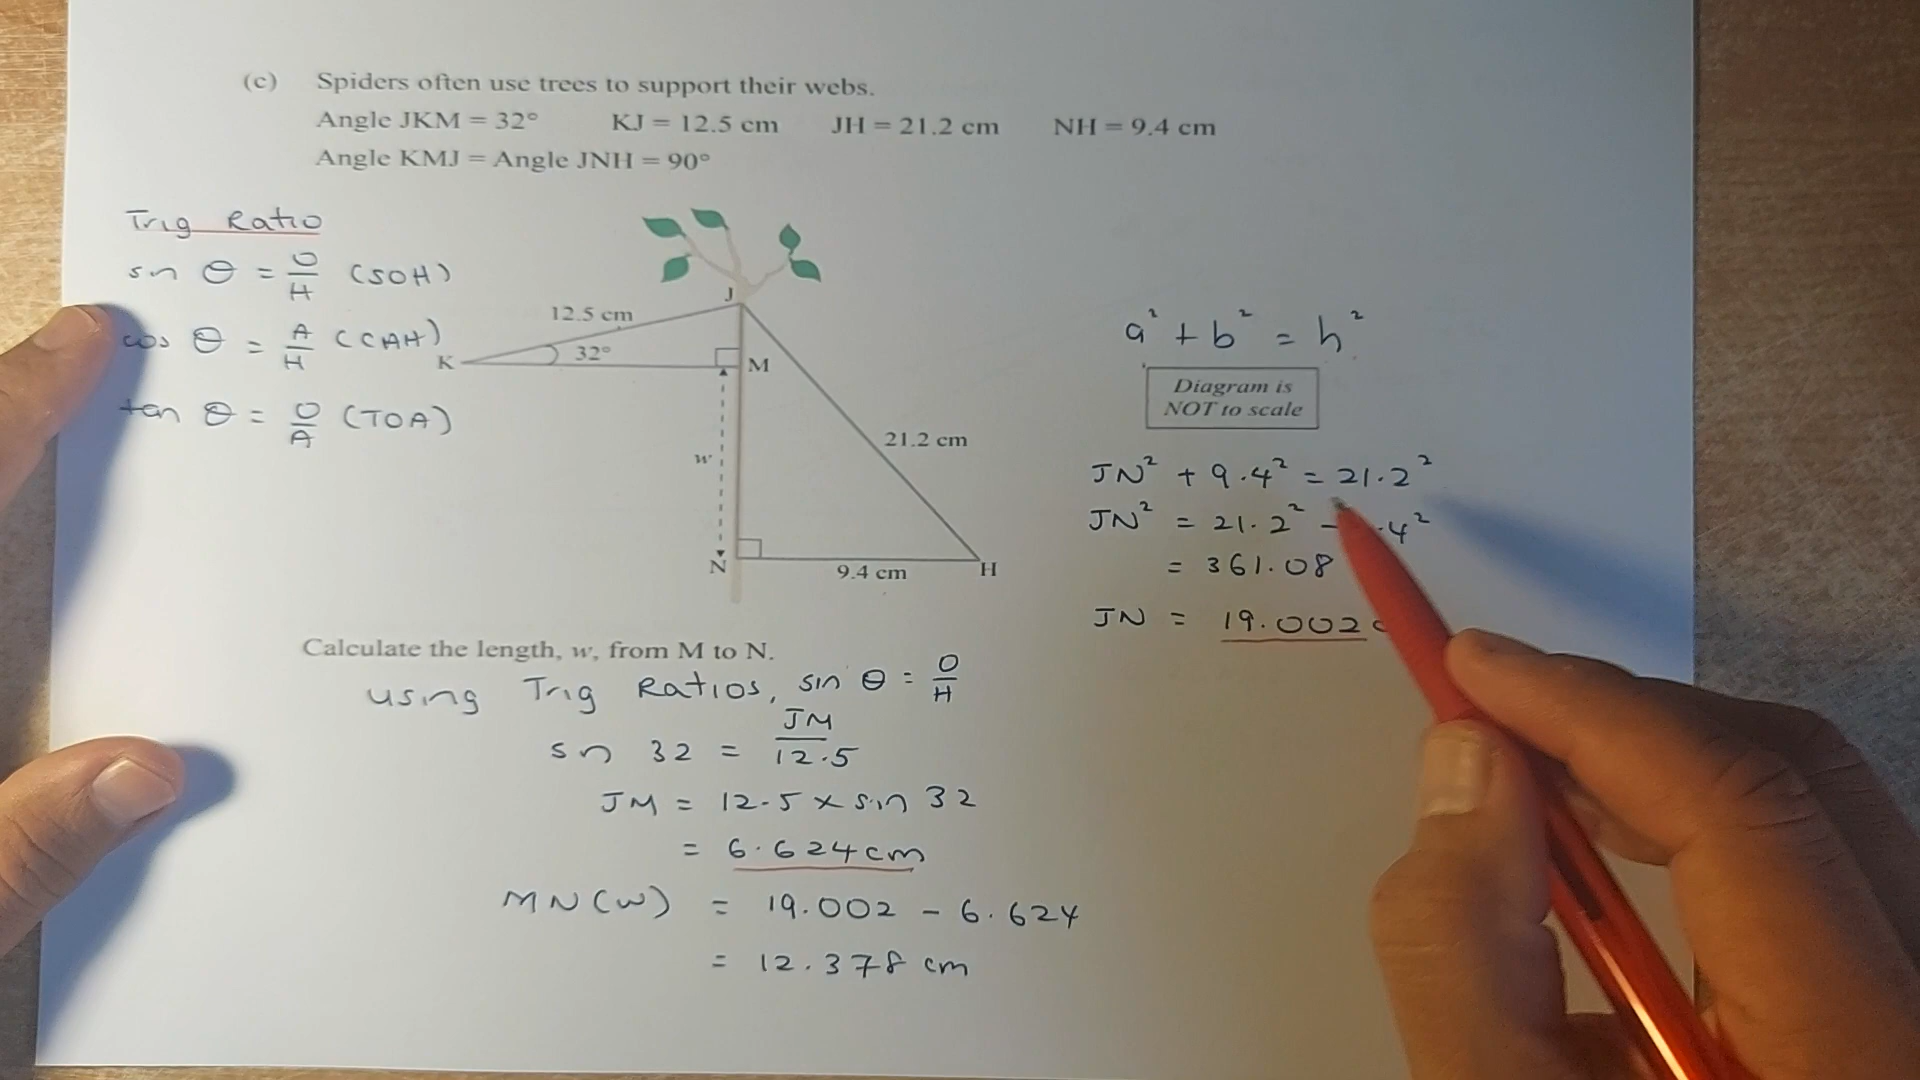 (c) Spiders often use trees to support their webs.
Angle JKM = 32° KJ = 12.5 cm JH = 21.2 cm NH = 9.4 cm
Angle KMJ = Angle JNH = 90°
Trig Ratio
sin θ = O/H (SOH)
cos θ = A/H (CAH)
tan θ = O/A (TOA)
J
12.5 cm
K
32°
M
w
21.2 cm
N
9.4 cm
H
a² + b² = h²
Diagram is
NOT to scale
JN² + 9.4² = 21.2²
JN² = 21.2² - .4²
= 361.08
JN = 19.002
Calculate the length, w, from M to N.
using Trig Ratios, sin θ = O/H
sin 32 = JM/12.5
JM = 12.5 x sin 32
= 6.624cm
MN(W) = 19.002 - 6.624
= 12.378 cm